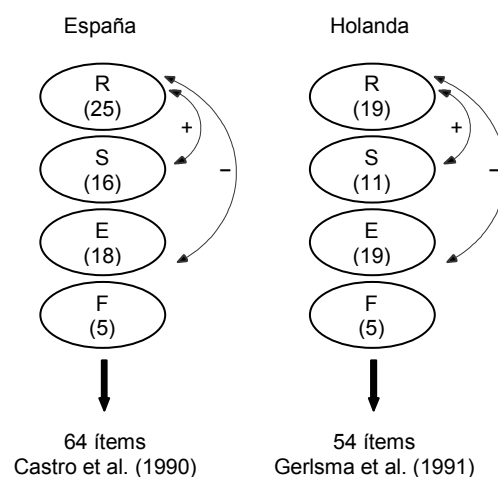 España
R
(25)
+
S
(16)
–
E
(18)
F
(5)
64 ítems
Castro et al. (1990)
Holanda
R
(19)
+
S
(11)
–
E
(19)
F
(5)
54 ítems
Gerlsma et al. (1991)